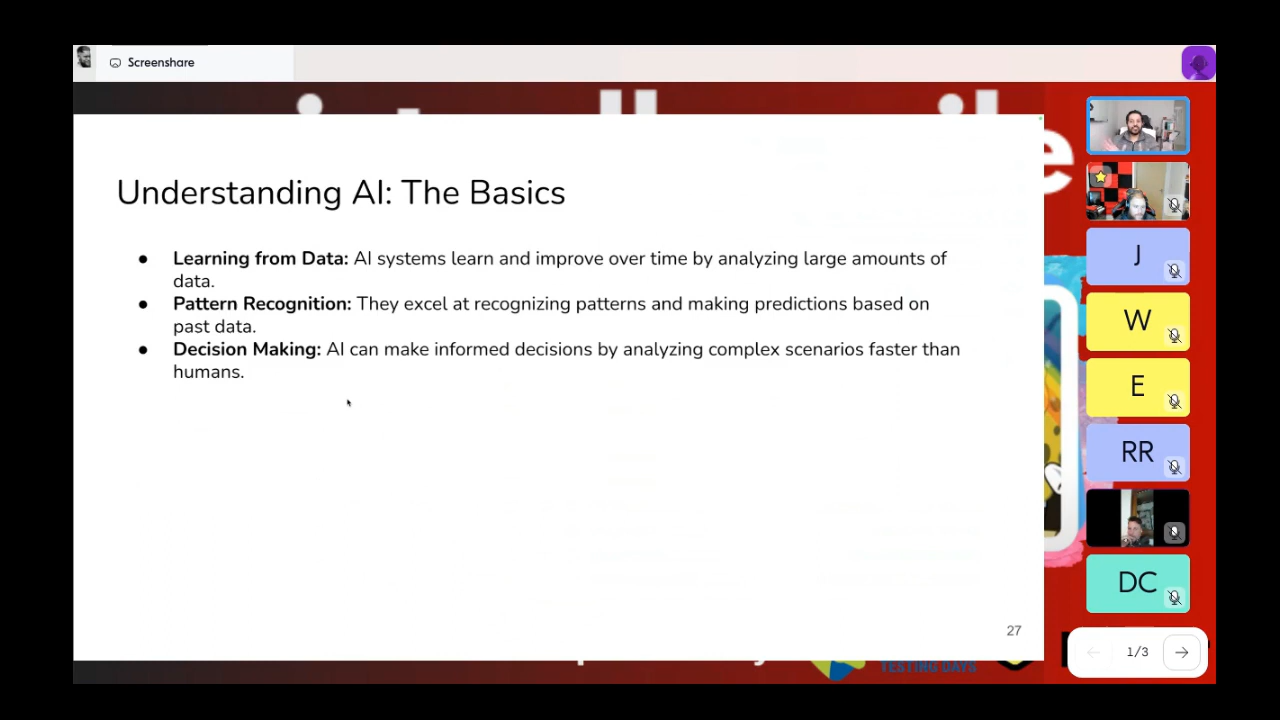 Screenshare
Understanding AI: The Basics
● Learning from Data: AI systems learn and improve over time by analyzing large amounts of
data.
● Pattern Recognition: They excel at recognizing patterns and making predictions based on
past data.
● Decision Making: AI can make informed decisions by analyzing complex scenarios faster than
humans.
27
J
W
E
RR
DC
1/3
TESTING DAYS